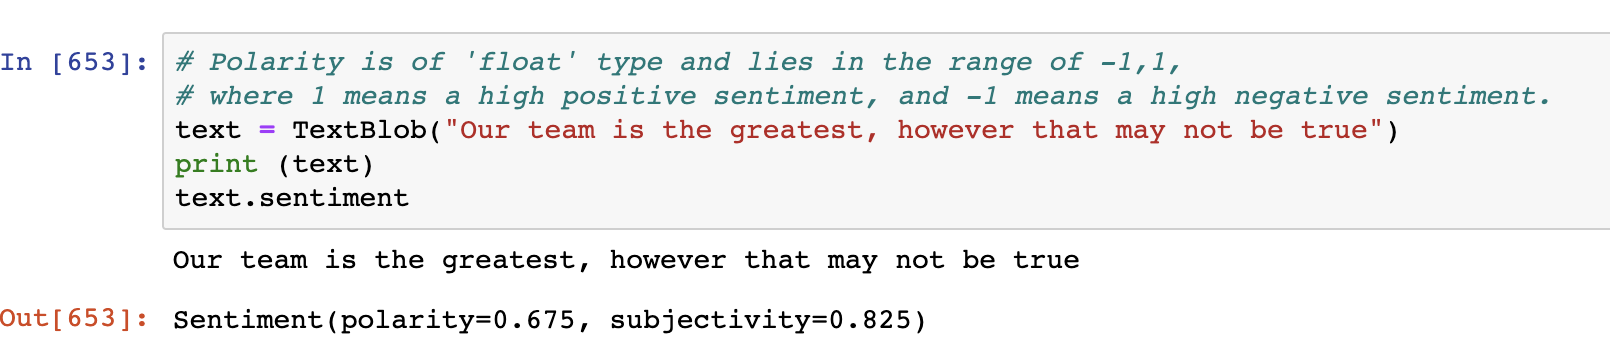 In [653]: # Polarity is of 'float' type and lies in the range of -1,1,
# where 1 means a high positive sentiment, and -1 means a high negative sentiment.
text = TextBlob("Our team is the greatest, however that may not be true")
print (text)
text.sentiment
Our team is the greatest, however that may not be true
Out[653]: Sentiment(polarity=0.675, subjectivity=0.825)